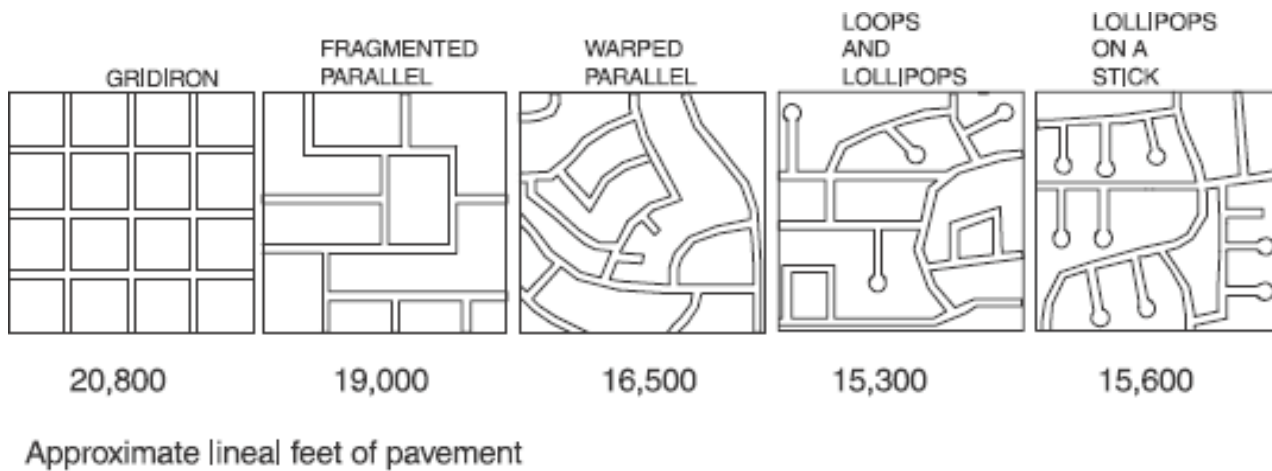 GRIDIRON
FRAGMENTED
PARALLEL
WARPED
PARALLEL
LOOPS
AND
LOLLIPOPS
LOLLIPOPS
ON A
STICK
20,800
19,000
16,500
15,300
15,600
Approximate lineal feet of pavement